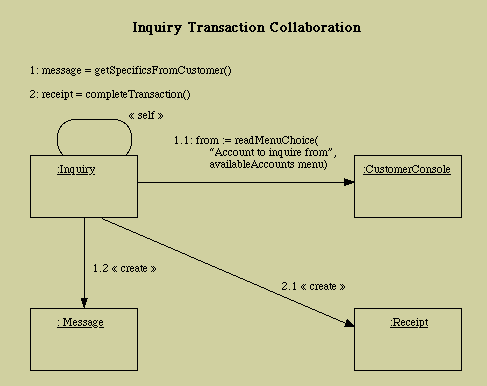 Inquiry Transaction Collaboration
1: message = getSpecificsFromCustomer()
2: receipt = completeTransaction()
« self »
1.1: from := readMenuChoice(
"Account to inquire from",
availableAccounts menu)
:Inquiry
:CustomerConsole
1.2 « create »
2.1 « create »
: Message
:Receipt